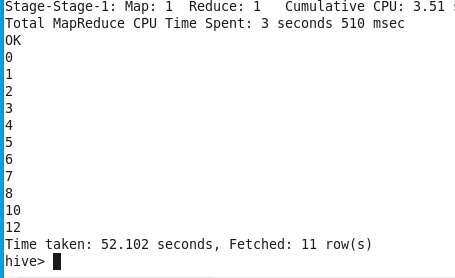 Stage-Stage-1: Map: 1  Reduce: 1   Cumulative CPU: 3.51
Total MapReduce CPU Time Spent: 3 seconds 510 msec
OK
0
1
2
3
4
5
6
7
8
10
12
Time taken: 52.102 seconds, Fetched: 11 row(s)
hive>